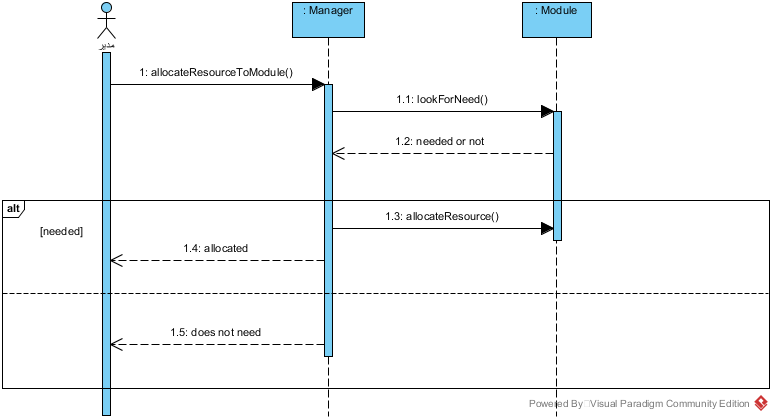 : Manager
: Module
مدير
1: allocateResourceToModule()
1.1: lookForNeed()
1.2: needed or not
alt
1.3: allocateResource()
[needed]
1.4: allocated
1.5: does not need
Powered By Visual Paradigm Community Edition